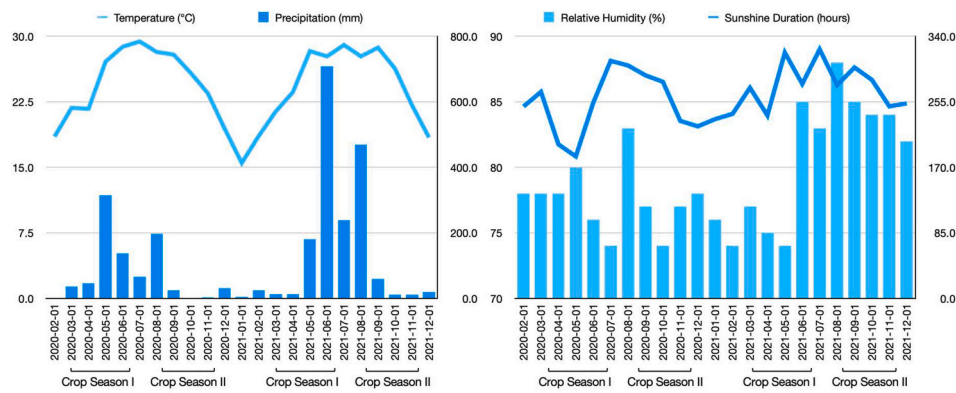 Temperature (°C) Precipitation (mm)
30.0 800.0
22.5 600.0
15.0 400.0
7.5 200.0
0.0 0.0
2020-02-01 2020-03-01 2020-04-01 2020-05-01 2020-06-01 2020-07-01 2020-08-01 2020-09-01 2020-10-01 2020-11-01 2020-12-01 2021-01-01 2021-02-01 2021-03-01 2021-04-01 2021-05-01 2021-06-01 2021-07-01 2021-08-01 2021-09-01 2021-10-01 2021-11-01 2021-12-01
Crop Season I Crop Season II Crop Season I Crop Season II
Relative Humidity (%) Sunshine Duration (hours)
90 340.0
85 255.0
80 170.0
75 85.0
70 0.0
2020-02-01 2020-03-01 2020-04-01 2020-05-01 2020-06-01 2020-07-01 2020-08-01 2020-09-01 2020-10-01 2020-11-01 2020-12-01 2021-01-01 2021-02-01 2021-03-01 2021-04-01 2021-05-01 2021-06-01 2021-07-01 2021-08-01 2021-09-01 2021-10-01 2021-11-01 2021-12-01
Crop Season I Crop Season II Crop Season I Crop Season II